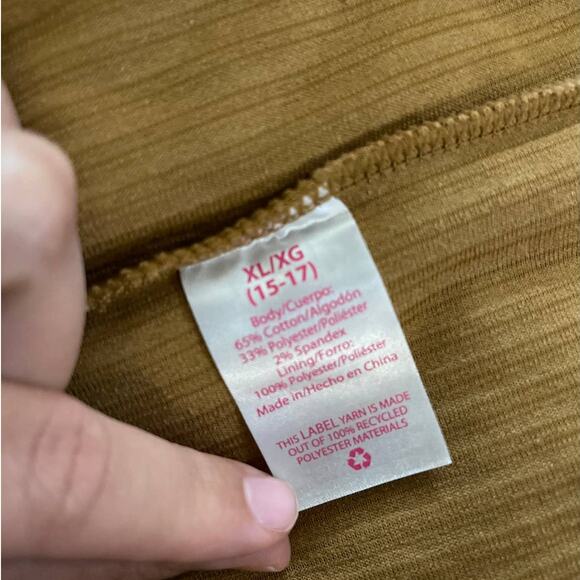 XL/XG
(15-17)
Body/Cuerpo:
65% Cotton/Algodón
33% Polyester/Poliéster
2% Spandex
Lining/Forro:
100% Polyester/Poliéster
Made in/Hecho en China
THIS LABEL YARN IS MADE
OUT OF 100% RECYCLED
POLYESTER MATERIALS